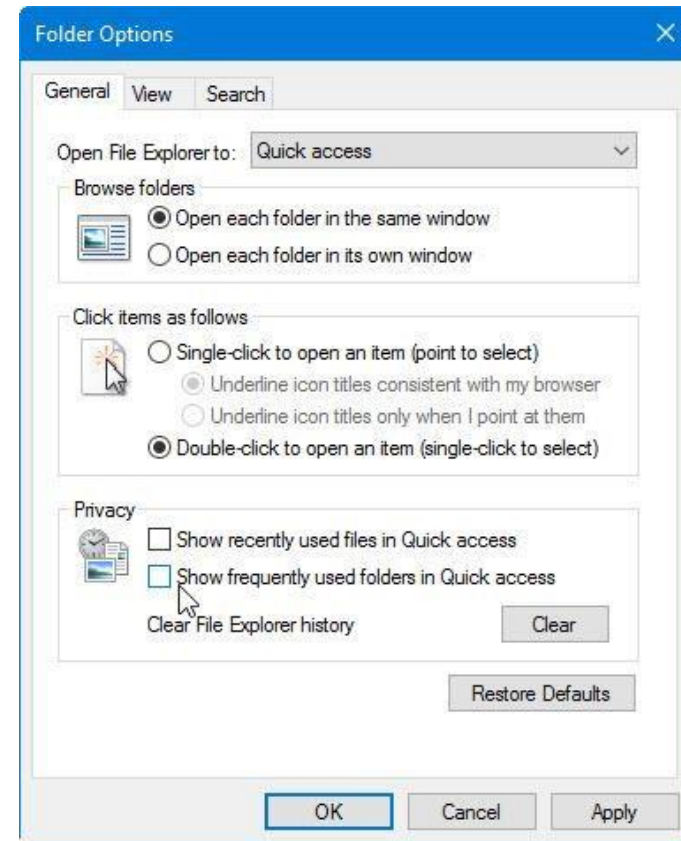 Folder Options
General View Search
Open File Explorer to: Quick access
Browse folders
Open each folder in the same window
Open each folder in its own window
Click items as follows
Single-click to open an item (point to select)
Underline icon titles consistent with my browser
Underline icon titles only when I point at them
Double-click to open an item (single-click to select)
Privacy
Show recently used files in Quick access
Show frequently used folders in Quick access
Clear File Explorer history Clear
Restore Defaults
OK Cancel Apply